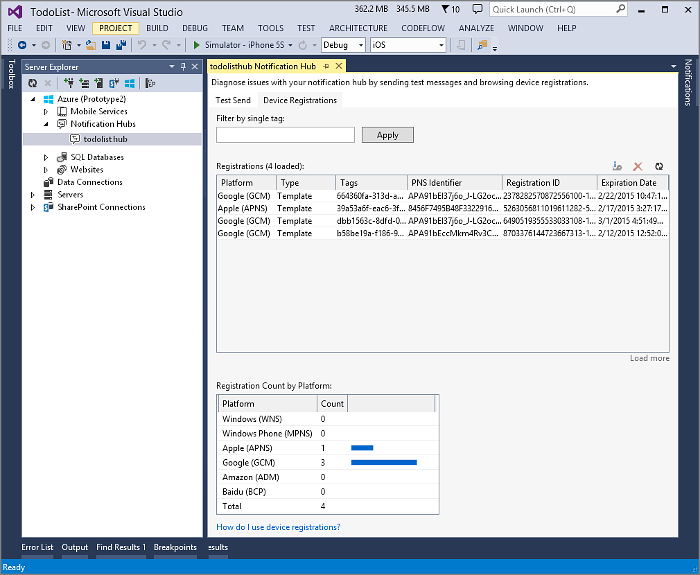 TodoList- Microsoft Visual Studio
362.2 MB 345.5 MB 10 Quick Launch (Ctrl+Q)
FILE EDIT VIEW PROJECT BUILD DEBUG TEAM TOOLS TEST ARCHITECTURE CODEFLOW ANALYZE WINDOW HELP
Simulator - iPhone 5S Debug iOS
Toolbox
Server Explorer
Azure (Prototype2)
Mobile Services
Notification Hubs
todolist hub
SQL Databases
Websites
Data Connections
Servers
SharePoint Connections
todolisthub Notification Hub
Diagnose issues with your notification hub by sending test messages and browsing device registrations.
Test Send Device Registrations
Filter by single tag:
Apply
Registrations (4 loaded):
Platform Type Tags PNS Identifier Registration ID Expiration Date
Google (GCM) Template 664360fa-313d-a... APA91bEI37j6o_J-LG2oc... 2378282570872556100-1... 2/22/2015 10:47:1...
Apple (APNS) Template 39a53a6f-eac6-3f... 8456F7495B48F3322916... 5263056811019611282-5... 2/17/2015 3:27:17...
Google (GCM) Template dbb1563c-8dfd-0... APA91bEI37j6o_J-LG2oc... 6490519355533033108-1... 3/1/2015 4:51:49...
Google (GCM) Template b58be19a-f186-9... APA91bEccIMkm4Rv3C... 8703376144723667313-1... 2/12/2015 12:52:0...
Load more
Registration Count by Platform:
Platform Count
Windows (WNS) 0
Windows Phone (MPNS) 0
Apple (APNS) 1
Google (GCM) 3
Amazon (ADM) 0
Baidu (BCP) 0
Total 4
How do I use device registrations?
Notifications
Error List Output Find Results 1 Breakpoints esults
Ready